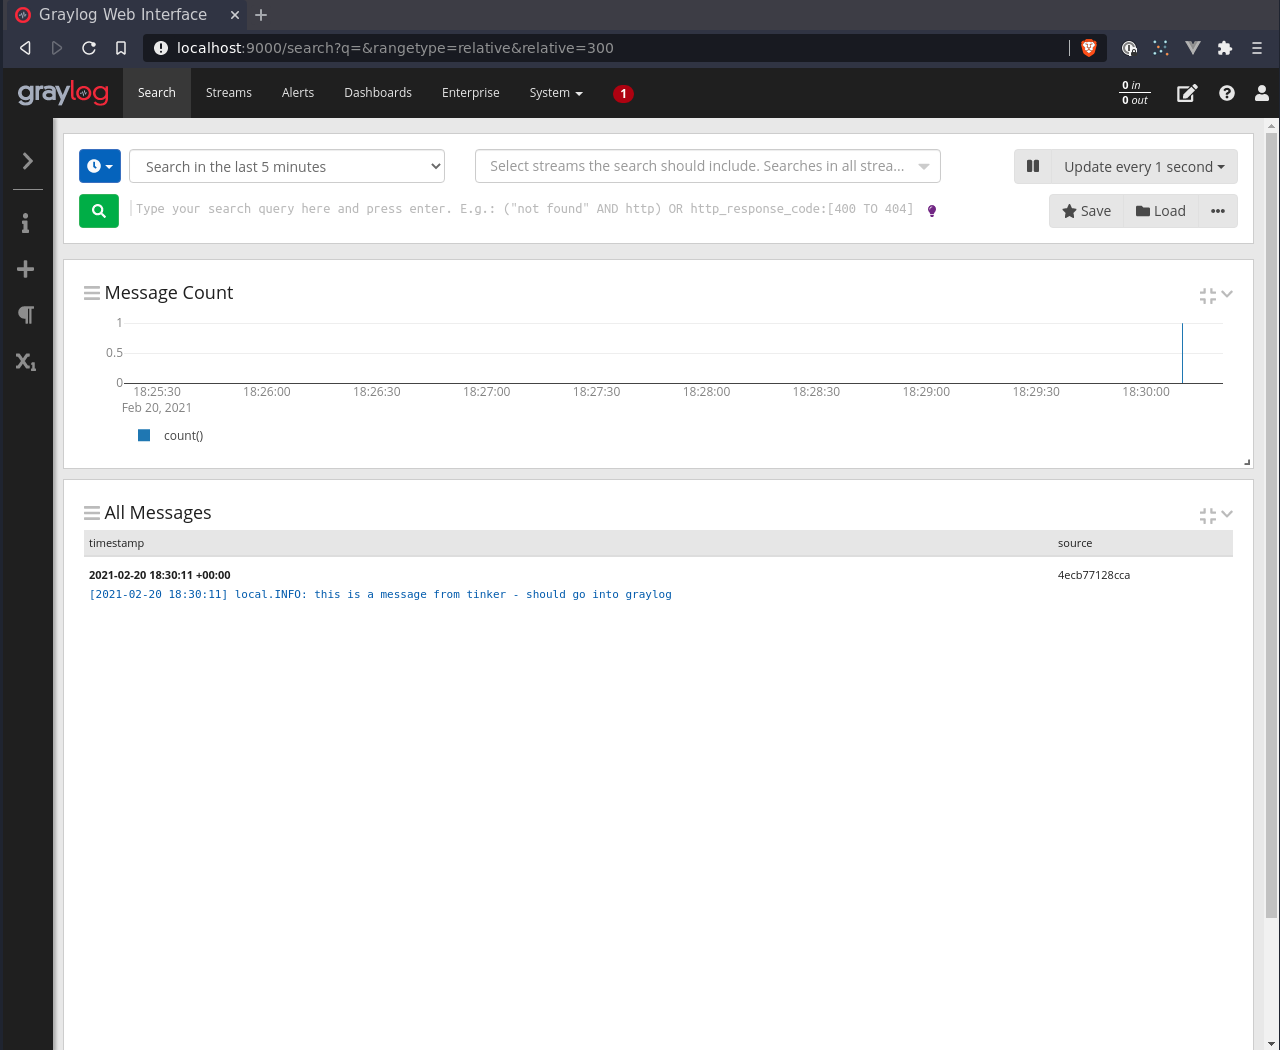 Graylog Web Interface
localhost:9000/search?q=&rangetype=relative&relative=300
graylog Search Streams Alerts Dashboards Enterprise System 1 0 in
0 out
Search in the last 5 minutes Select streams the search should include. Searches in all strea... Update every 1 second
Type your search query here and press enter. E.g.: ("not found" AND http) OR http_response_code:[400 TO 404] Save Load
Message Count
1
0.5
0
18:25:30 18:26:00 18:26:30 18:27:00 18:27:30 18:28:00 18:28:30 18:29:00 18:29:30 18:30:00
Feb 20, 2021
count()
All Messages
timestamp source
2021-02-20 18:30:11 +00:00 4ecb77128cca
[2021-02-20 18:30:11] local.INFO: this is a message from tinker - should go into graylog